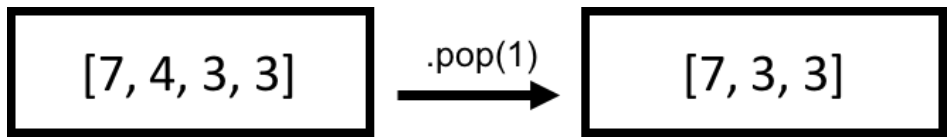 [7, 4, 3, 3]
.pop(1)
[7, 3, 3]